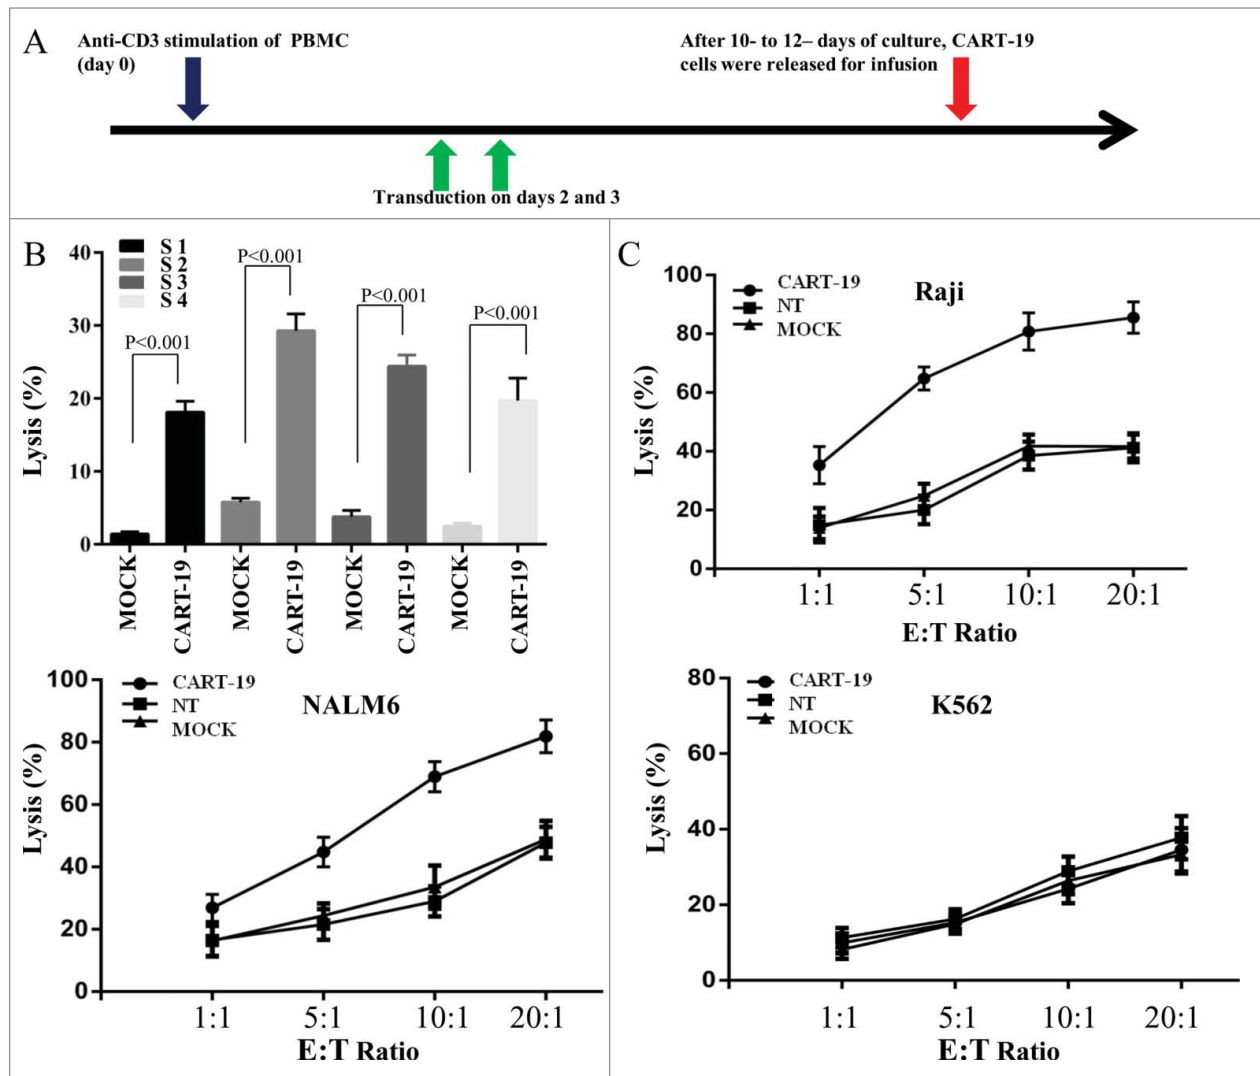 A
Anti-CD3 stimulation of PBMC
(day 0)
After 10- to 12– days of culture, CART-19
cells were released for infusion
Transduction on days 2 and 3
B
S 1
S 2
S 3
S 4
P<0.001
P<0.001
P<0.001
P<0.001
Lysis (%)
40
30
20
10
0
MOCK
CART-19
MOCK
CART-19
MOCK
CART-19
MOCK
CART-19
C
CART-19
NT
MOCK
Raji
Lysis (%)
100
80
60
40
20
0
1:1
5:1
10:1
20:1
E:T Ratio
CART-19
NT
MOCK
NALM6
Lysis (%)
100
80
60
40
20
0
1:1
5:1
10:1
20:1
E:T Ratio
CART-19
NT
MOCK
K562
Lysis (%)
80
60
40
20
0
1:1
5:1
10:1
20:1
E:T Ratio